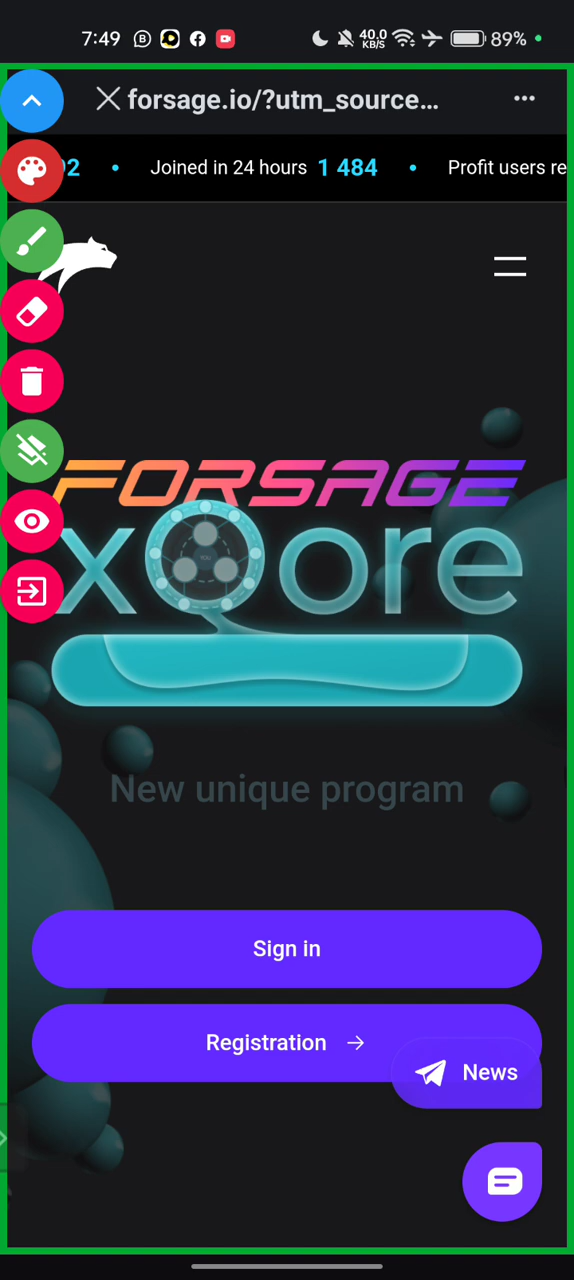 7:49
40.0
KB/S
89%
forsage.io/?utm_source...
02 • Joined in 24 hours 1 484 • Profit users re
FORSAGE
xQore
New unique program
Sign in
Registration →
News